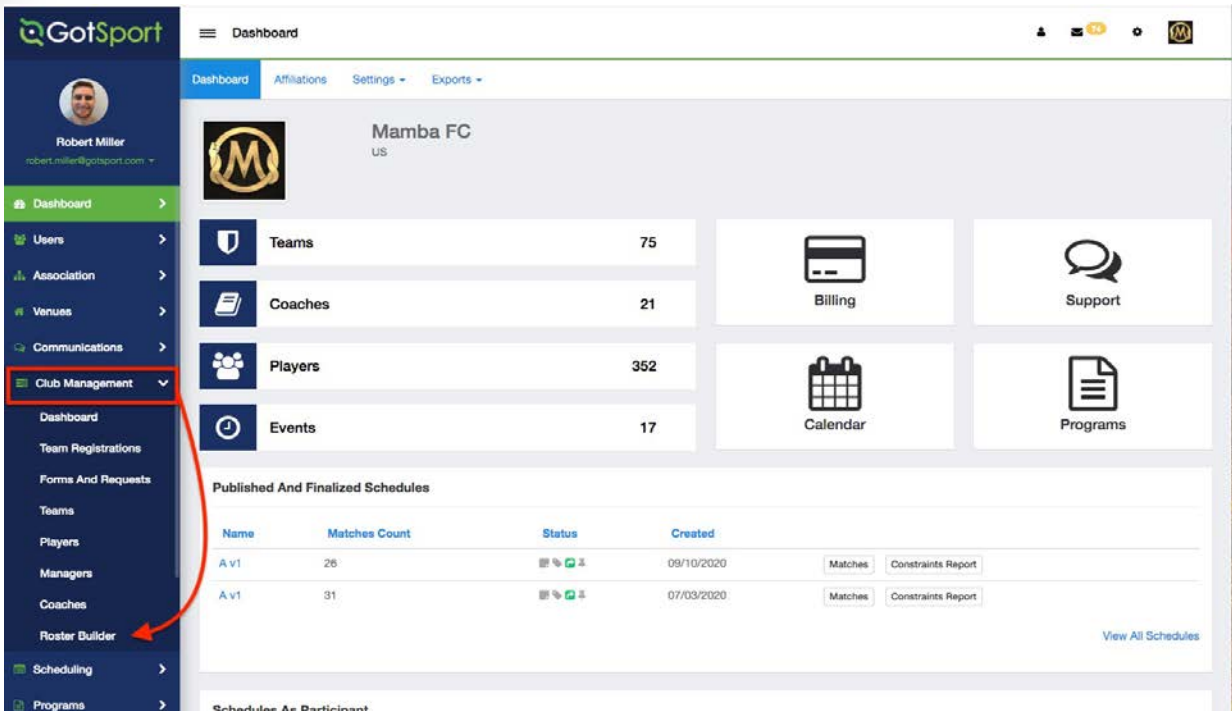 GotSport
Dashboard
Robert Miller
robert.miller@gotsport.com
Dashboard
Users
Association
Venues
Communications
Club Management
Dashboard
Team Registrations
Forms And Requests
Teams
Players
Managers
Coaches
Roster Builder
Scheduling
Programs
Dashboard Affiliations Settings Exports
Mamba FC
US
Teams 75
Coaches 21
Players 352
Events 17
Billing
Support
Calendar
Programs
Published And Finalized Schedules
Name Matches Count Status Created
A v1 26 09/10/2020 Matches Constraints Report
A v1 31 07/03/2020 Matches Constraints Report
View All Schedules
Schedules As Participant